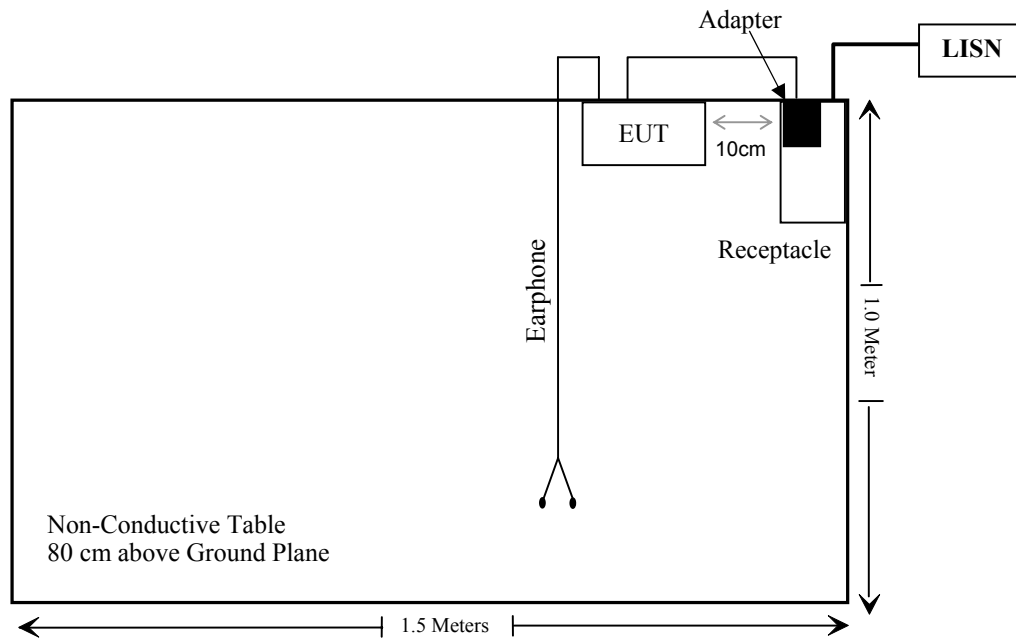 Adapter
LISN
EUT
10cm
Receptacle
Earphone
1.0 Meter
Non-Conductive Table
80 cm above Ground Plane
1.5 Meters